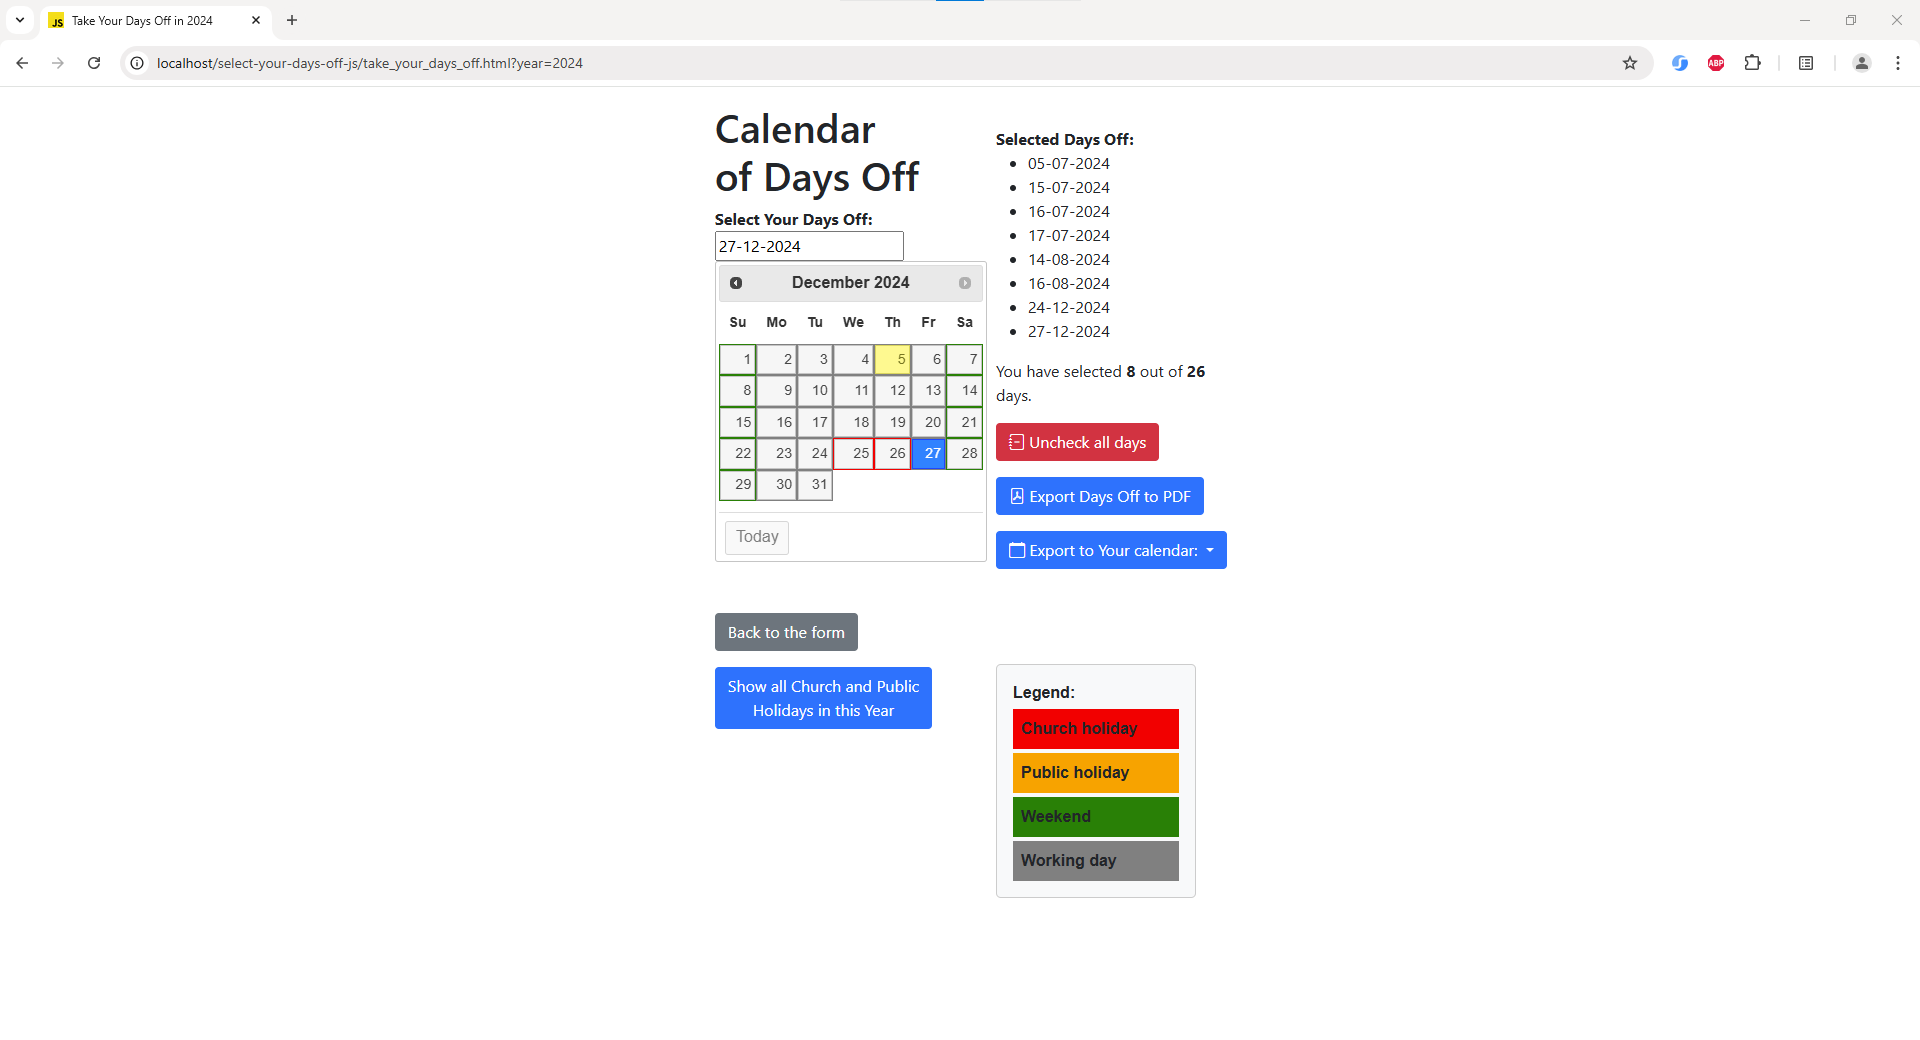 Take Your Days Off in 2024
localhost/select-your-days-off-js/take_your_days_off.html?year=2024
Calendar
of Days Off
Select Your Days Off:
27-12-2024
December 2024
Su Mo Tu We Th Fr Sa
1 2 3 4 5 6 7
8 9 10 11 12 13 14
15 16 17 18 19 20 21
22 23 24 25 26 27 28
29 30 31
Today
Back to the form
Show all Church and Public
Holidays in this Year
Selected Days Off:
05-07-2024
15-07-2024
16-07-2024
17-07-2024
14-08-2024
16-08-2024
24-12-2024
27-12-2024
You have selected 8 out of 26
days.
Uncheck all days
Export Days Off to PDF
Export to Your calendar:
Legend:
Church holiday
Public holiday
Weekend
Working day
JS
ABP